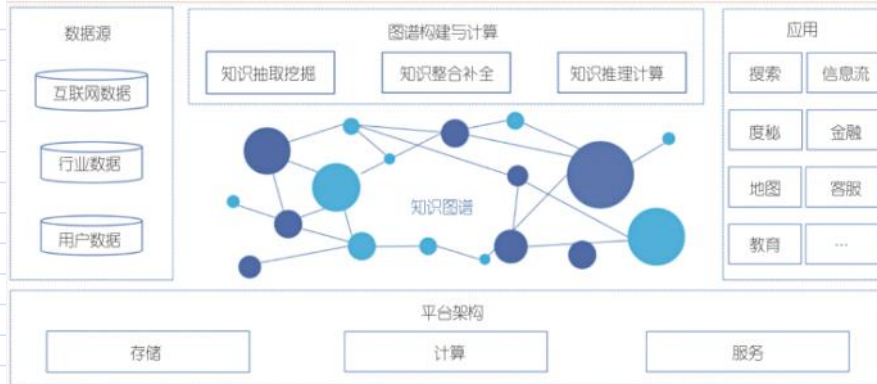 数据源
互联网数据
行业数据
用户数据
图谱构建与计算
知识抽取挖掘
知识整合补全
知识推理计算
知识图谱
应用
搜索
信息流
度秘
金融
地图
客服
教育
...
平台架构
存储
计算
服务